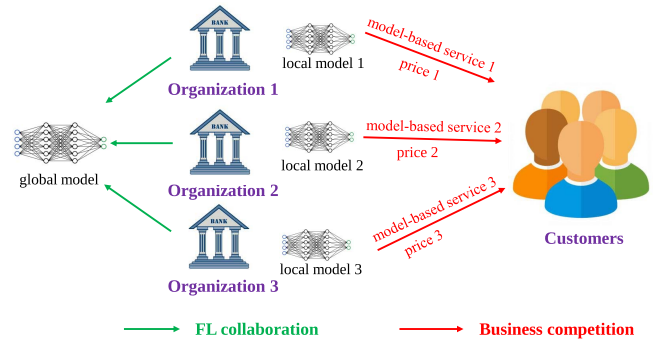 BANK
local model 1
Organization 1
model-based service 1
price 1
BANK
local model 2
Organization 2
model-based service 2
price 2
global model
BANK
local model 3
Organization 3
model-based service 3
price 3
Customers
FL collaboration
Business competition